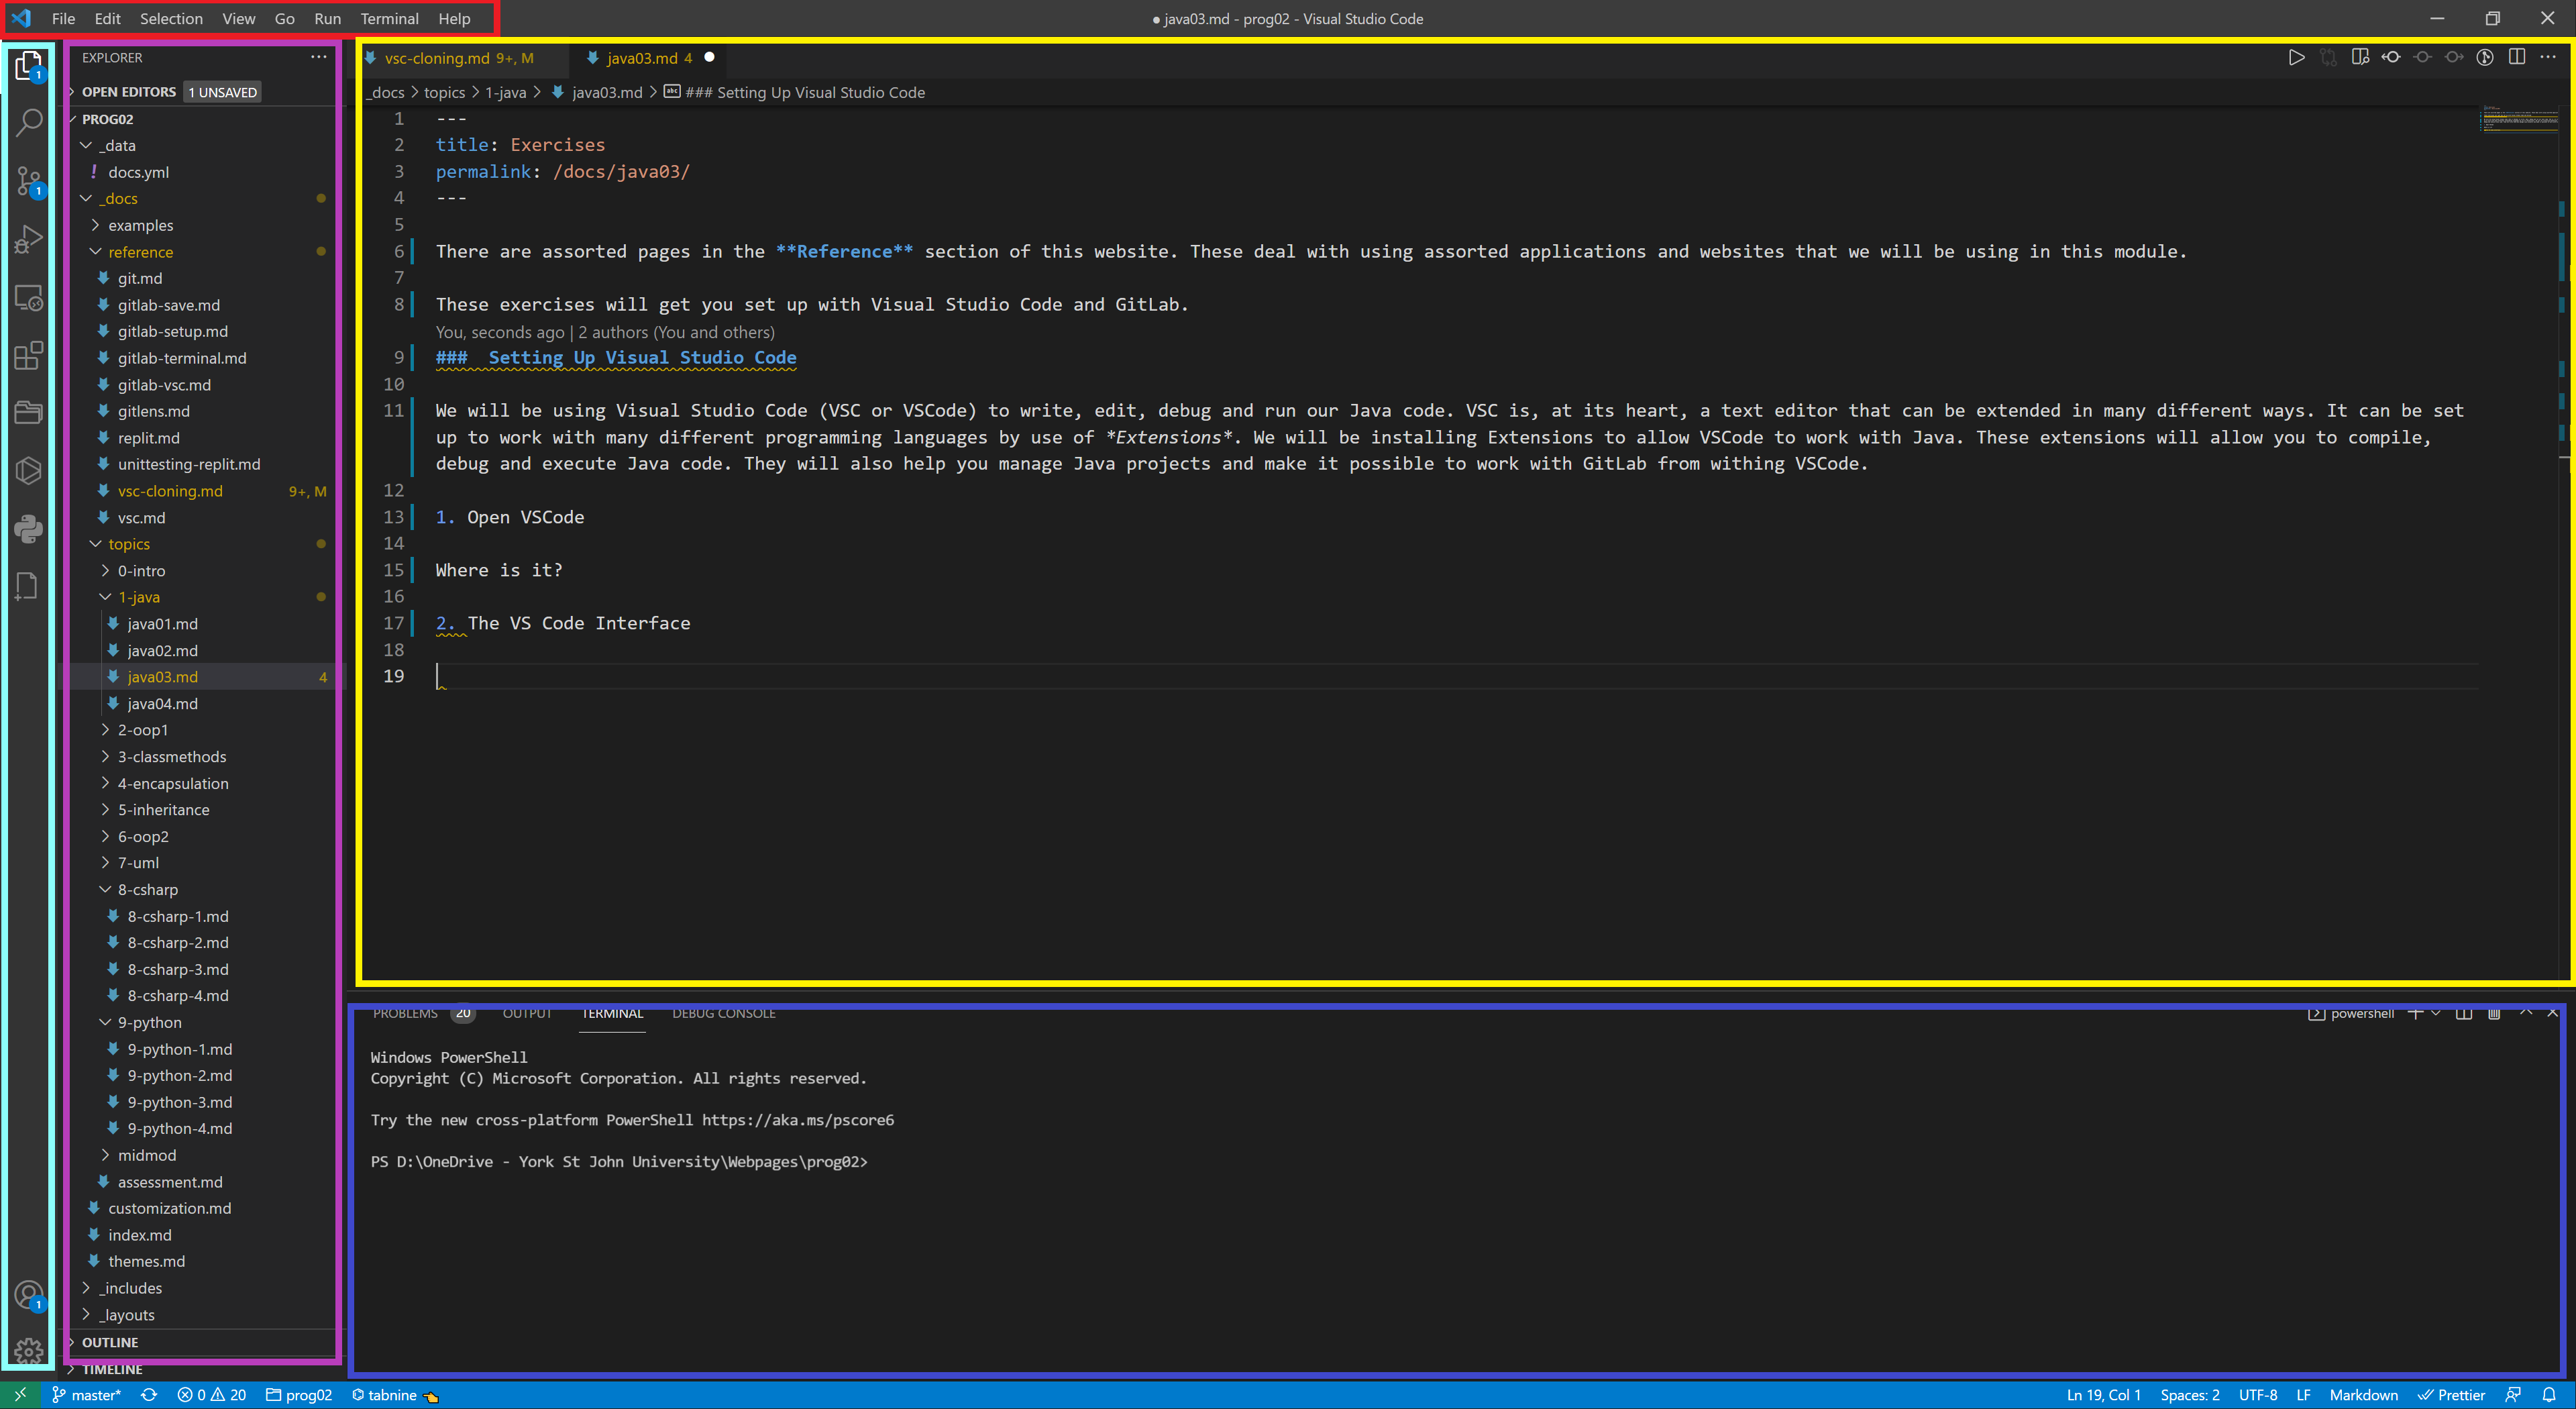 File Edit Selection View Go Run Terminal Help
● java03.md - prog02 - Visual Studio Code
EXPLORER ···
OPEN EDITORS 1 UNSAVED
PROG02
_data
! docs.yml
_docs
examples
reference
git.md
gitlab-save.md
gitlab-setup.md
gitlab-terminal.md
gitlab-vsc.md
gitlens.md
replit.md
unittesting-replit.md
vsc-cloning.md 9+, M
vsc.md
topics
0-intro
1-java
java01.md
java02.md
java03.md 4
java04.md
2-oop1
3-classmethods
4-encapsulation
5-inheritance
6-oop2
7-uml
8-csharp
8-csharp-1.md
8-csharp-2.md
8-csharp-3.md
8-csharp-4.md
9-python
9-python-1.md
9-python-2.md
9-python-3.md
9-python-4.md
midmod
assessment.md
customization.md
index.md
themes.md
_includes
_layouts
OUTLINE
TIMELINE
1
1
1
vsc-cloning.md 9+, M java03.md 4 ●
_docs > topics > 1-java > java03.md > abc ### Setting Up Visual Studio Code
1 ---
2 title: Exercises
3 permalink: /docs/java03/
4 ---
5
6 There are assorted pages in the **Reference** section of this website. These deal with using assorted applications and websites that we will be using in this module.
7
8 These exercises will get you set up with Visual Studio Code and GitLab.
You, seconds ago | 2 authors (You and others)
9 ###  Setting Up Visual Studio Code
10
11 We will be using Visual Studio Code (VSC or VSCode) to write, edit, debug and run our Java code. VSC is, at its heart, a text editor that can be extended in many different ways. It can be set
up to work with many different programming languages by use of *Extensions*. We will be installing Extensions to allow VSCode to work with Java. These extensions will allow you to compile,
debug and execute Java code. They will also help you manage Java projects and make it possible to work with GitLab from withing VSCode.
12
13 1. Open VSCode
14
15 Where is it?
16
17 2. The VS Code Interface
18
19
PROBLEMS 20 OUTPUT TERMINAL DEBUG CONSOLE powershell
Windows PowerShell
Copyright (C) Microsoft Corporation. All rights reserved.
Try the new cross-platform PowerShell https://aka.ms/pscore6
PS D:\OneDrive - York St John University\Webpages\prog02>
master* 0 20 prog02 tabnine Ln 19, Col 1 Spaces: 2 UTF-8 LF Markdown Prettier